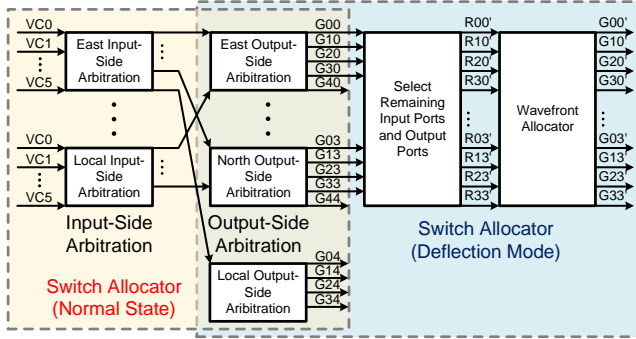 VC0
VC1
VC5
East Input-
Side
Arbitration
VC0
VC1
VC5
Local Input-
Side
Arbitration
Input-Side
Arbitration
Switch Allocator
(Normal State)
East Output-
Side
Arbitration
G00
G10
G20
G30
G40
North Output-
Side
Arbitration
G03
G13
G23
G33
G44
Output-Side
Arbitration
Local Output-
Side
Arbitration
G04
G14
G24
G34
Select
Remaining
Input Ports
and Output
Ports
R00'
R10'
R20'
R30'
R03'
R13'
R23'
R33'
Wavefront
Allocator
G00'
G10'
G20'
G30'
G03'
G13'
G23'
G33'
Switch Allocator
(Deflection Mode)